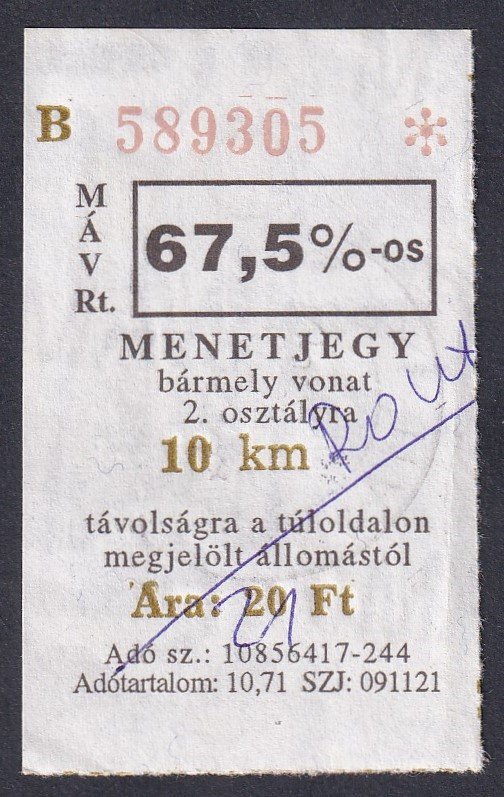 B 589305
MÁV Rt.
67,5%-os
MENETJEGY
bármely vonat
2. osztályra
10 km
távolságra a túloldalon
megjelölt állomástól
Ára: 20 Ft
21
Adó sz.: 10856417-244
Adótartalom: 10,71 SZJ: 091121